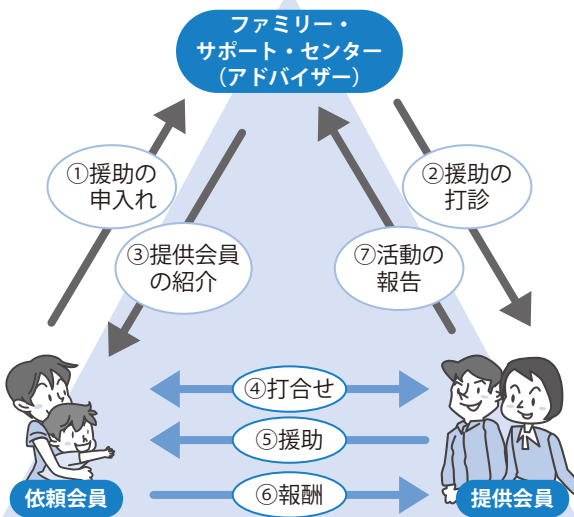 ファミリー・
サポート・センター
（アドバイザー）
①援助の
申入れ
②援助の
打診
③提供会員
の紹介
⑦活動の
報告
④打合せ
⑤援助
⑥報酬
依頼会員
提供会員